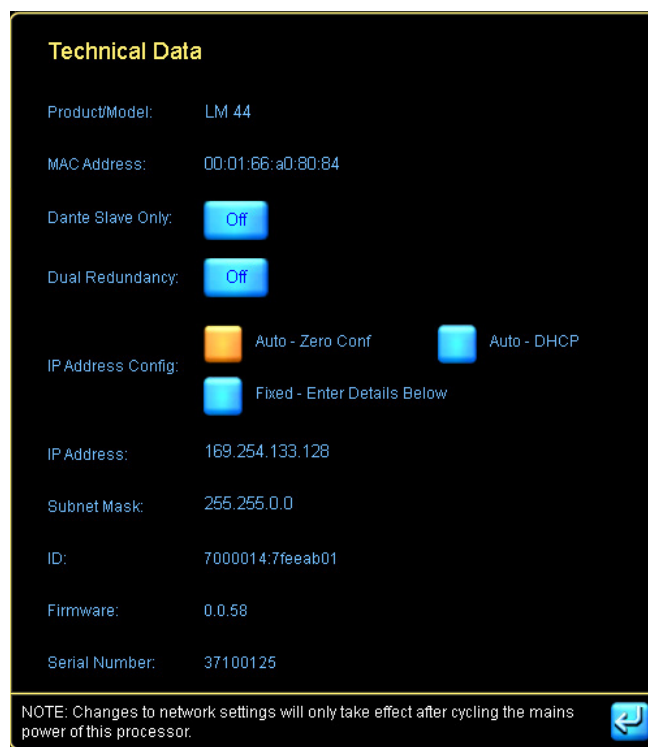 Technical Data
Product/Model: LM 44
MAC Address: 00:01:66:a0:80:84
Dante Slave Only: Off
Dual Redundancy: Off
IP Address Config: Auto - Zero Conf Auto - DHCP
Fixed - Enter Details Below
IP Address: 169.254.133.128
Subnet Mask: 255.255.0.0
ID: 7000014:7feeab01
Firmware: 0.0.58
Serial Number: 37100125
NOTE: Changes to network settings will only take effect after cycling the mains
power of this processor.